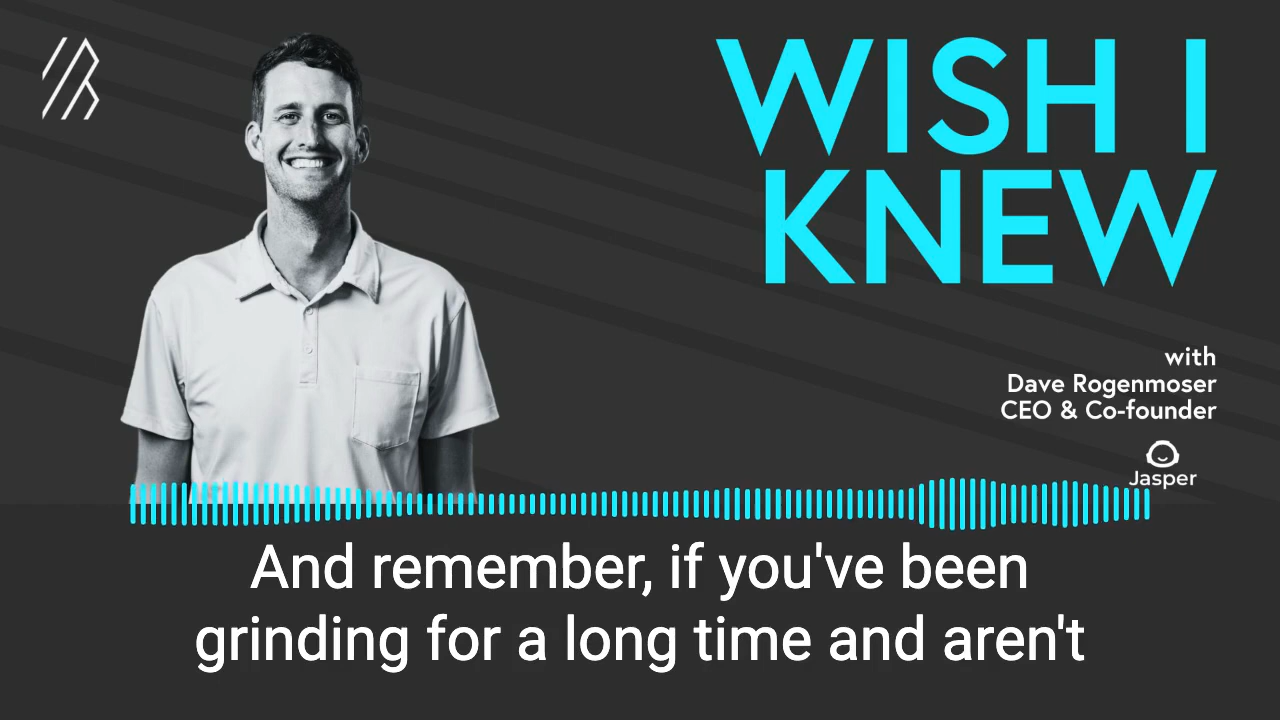 WISH I
KNEW
with
Dave Rogenmoser
CEO & Co-founder
Jasper
And remember, if you've been
grinding for a long time and aren't